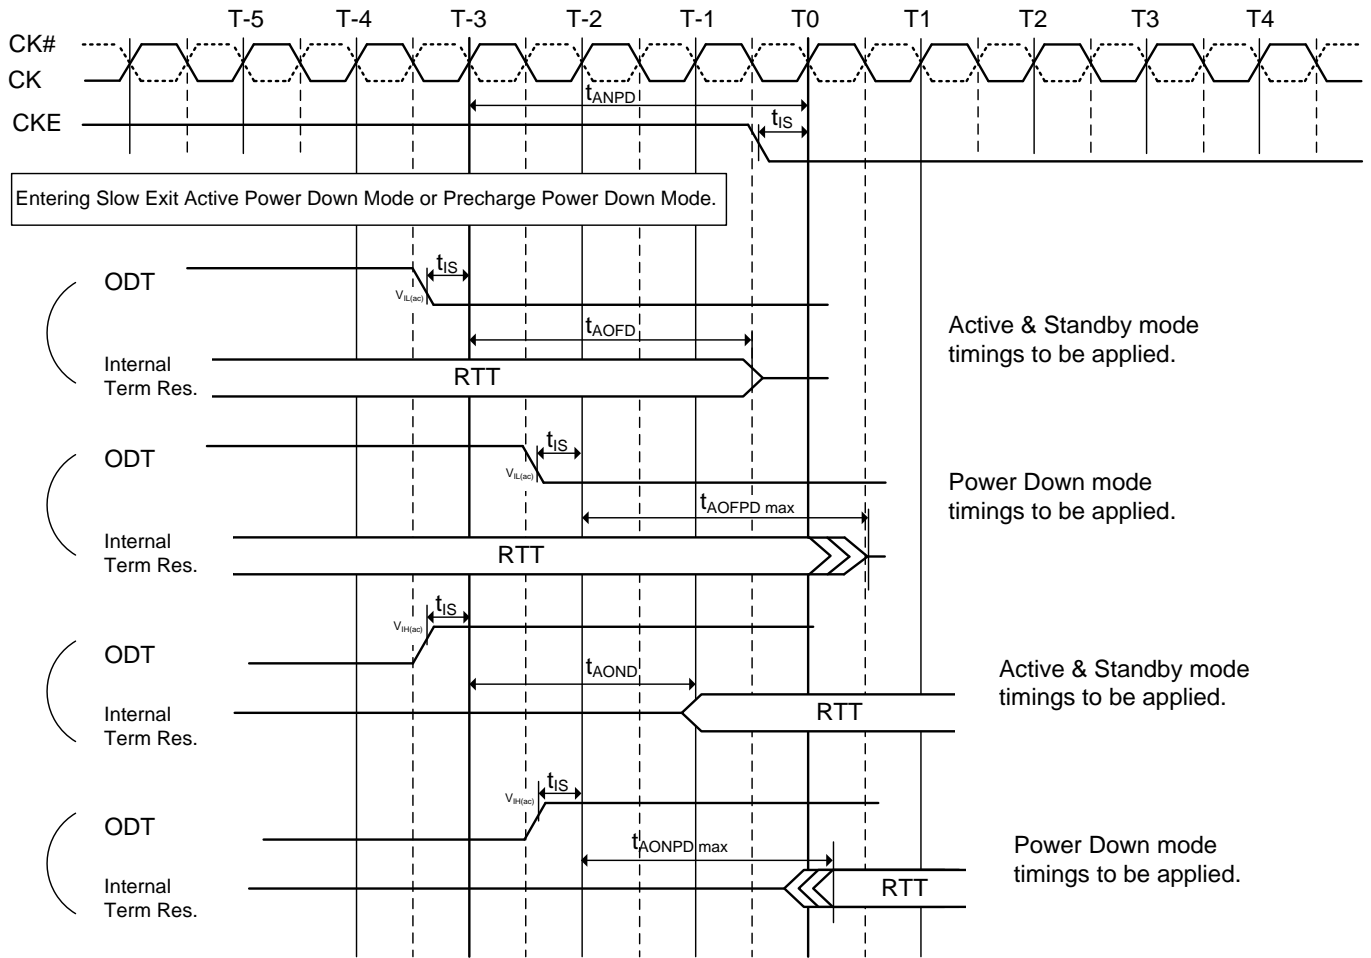 T-5 T-4 T-3 T-2 T-1 T0 T1 T2 T3 T4
CK#
CK
tANPD
CKE
tIS
Entering Slow Exit Active Power Down Mode or Precharge Power Down Mode.
ODT
tIS
VIL(ac)
tAOFD
Internal
Term Res.
RTT
Active & Standby mode
timings to be applied.
ODT
tIS
VIL(ac)
tAOFPD max
Internal
Term Res.
RTT
Power Down mode
timings to be applied.
ODT
tIS
VIH(ac)
tAOND
Internal
Term Res.
RTT
Active & Standby mode
timings to be applied.
ODT
tIS
VIH(ac)
tAONPD max
Internal
Term Res.
RTT
Power Down mode
timings to be applied.